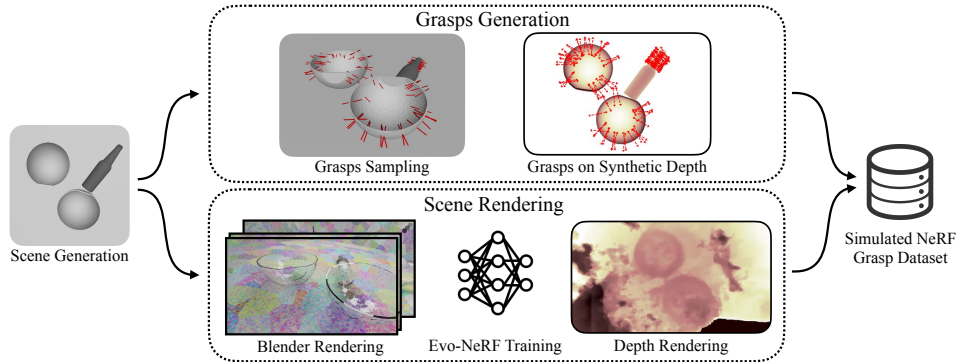 Grasps Generation
Grasps Sampling
Grasps on Synthetic Depth
Scene Generation
Scene Rendering
Blender Rendering
Evo-NeRF Training
Depth Rendering
Simulated NeRF
Grasp Dataset